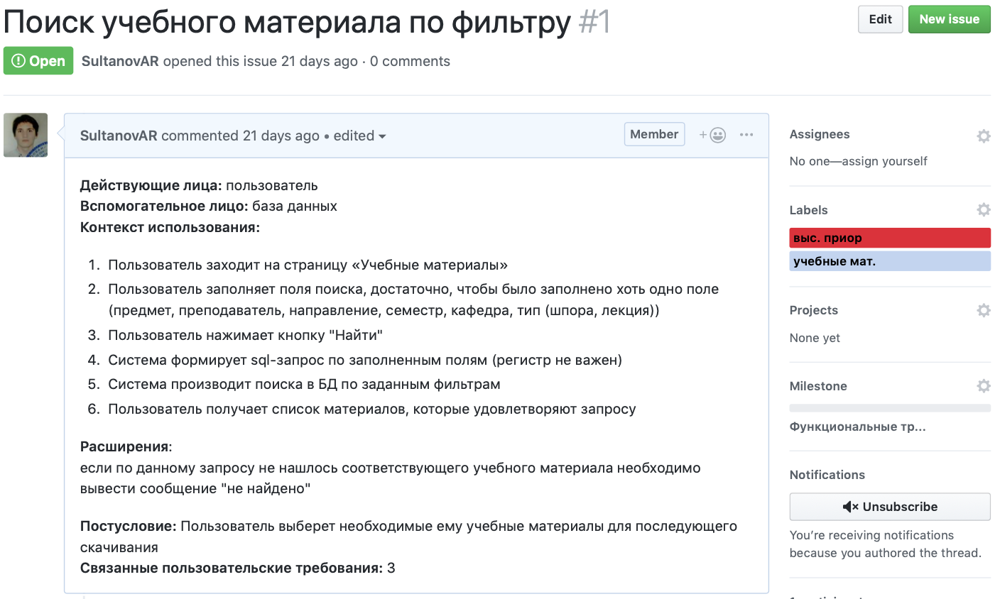 Поиск учебного материала по фильтру #1
Edit
New issue
Open
SultanovAR opened this issue 21 days ago · 0 comments
SultanovAR commented 21 days ago • edited
Member
Действующие лица: пользователь
Вспомогательное лицо: база данных
Контекст использования:
1. Пользователь заходит на страницу «Учебные материалы»
2. Пользователь заполняет поля поиска, достаточно, чтобы было заполнено хоть одно поле
(предмет, преподаватель, направление, семестр, кафедра, тип (шпора, лекция))
3. Пользователь нажимает кнопку "Найти"
4. Система формирует sql-запрос по заполненным полям (регистр не важен)
5. Система производит поиска в БД по заданным фильтрам
6. Пользователь получает список материалов, которые удовлетворяют запросу
Расширения:
если по данному запросу не нашлось соответствующего учебного материала необходимо
вывести сообщение "не найдено"
Постусловие: Пользователь выберет необходимые ему учебные материалы для последующего
скачивания
Связанные пользовательские требования: 3
Assignees
No one—assign yourself
Labels
выс. приор
учебные мат.
Projects
None yet
Milestone
Функциональные тр...
Notifications
Unsubscribe
You're receiving notifications
because you authored the thread.